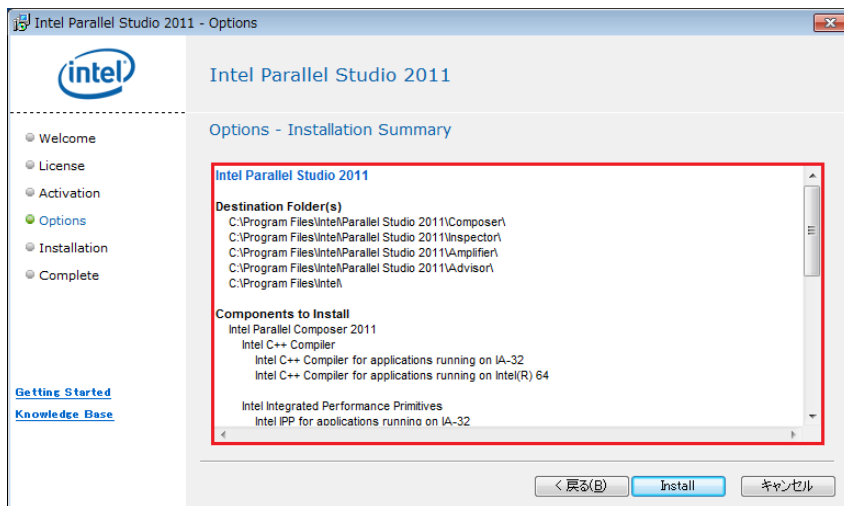 Intel Parallel Studio 2011 - Options
intel
Intel Parallel Studio 2011
Welcome
License
Activation
Options
Installation
Complete
Getting Started
Knowledge Base
Options - Installation Summary
Intel Parallel Studio 2011
Destination Folder(s)
C:\Program Files\Intel\Parallel Studio 2011\Composer\
C:\Program Files\Intel\Parallel Studio 2011\Inspector\
C:\Program Files\Intel\Parallel Studio 2011\Amplifier\
C:\Program Files\Intel\Parallel Studio 2011\Advisor\
C:\Program Files\Intel\
Components to Install
Intel Parallel Composer 2011
Intel C++ Compiler
Intel C++ Compiler for applications running on IA-32
Intel C++ Compiler for applications running on Intel(R) 64
Intel Integrated Performance Primitives
Intel IPP for applications running on IA-32
< 戻る(B)
Install
キャンセル